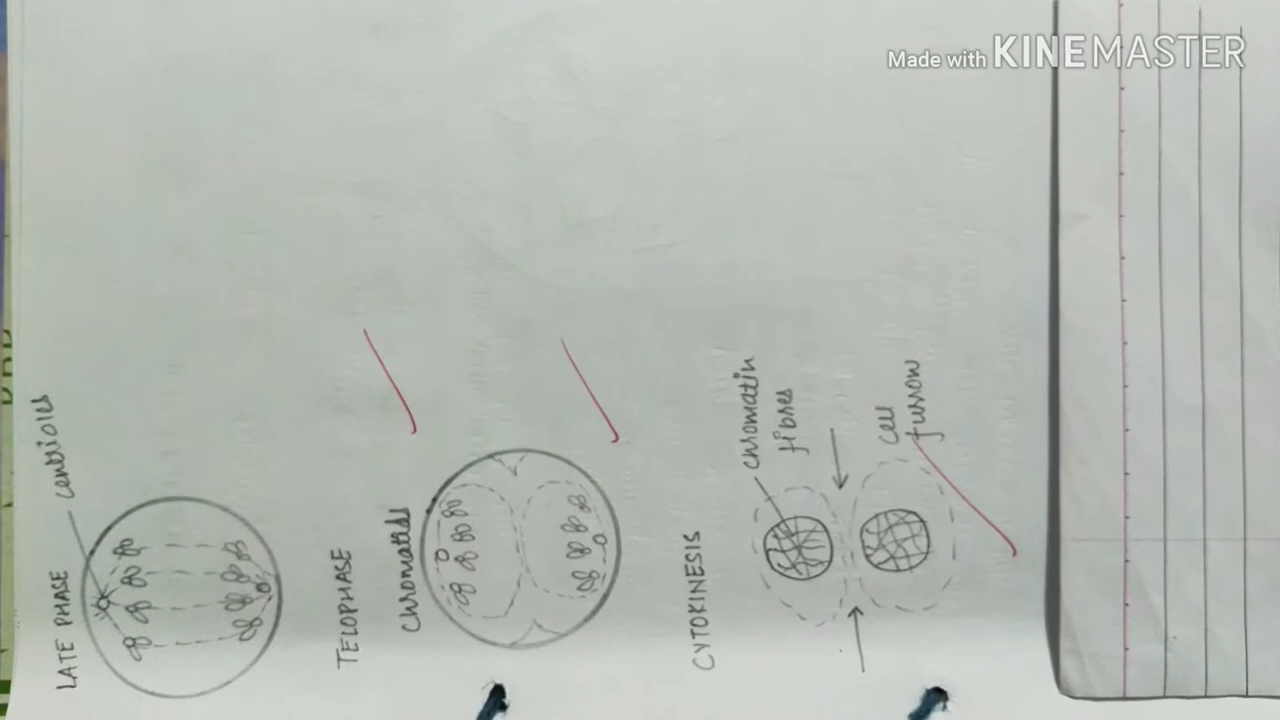 Made with KINEMASTER
LATE PHASE
centrioles
TELOPHASE
chromatids
CYTOKINESIS
chromatin
fibres
cell
furrow